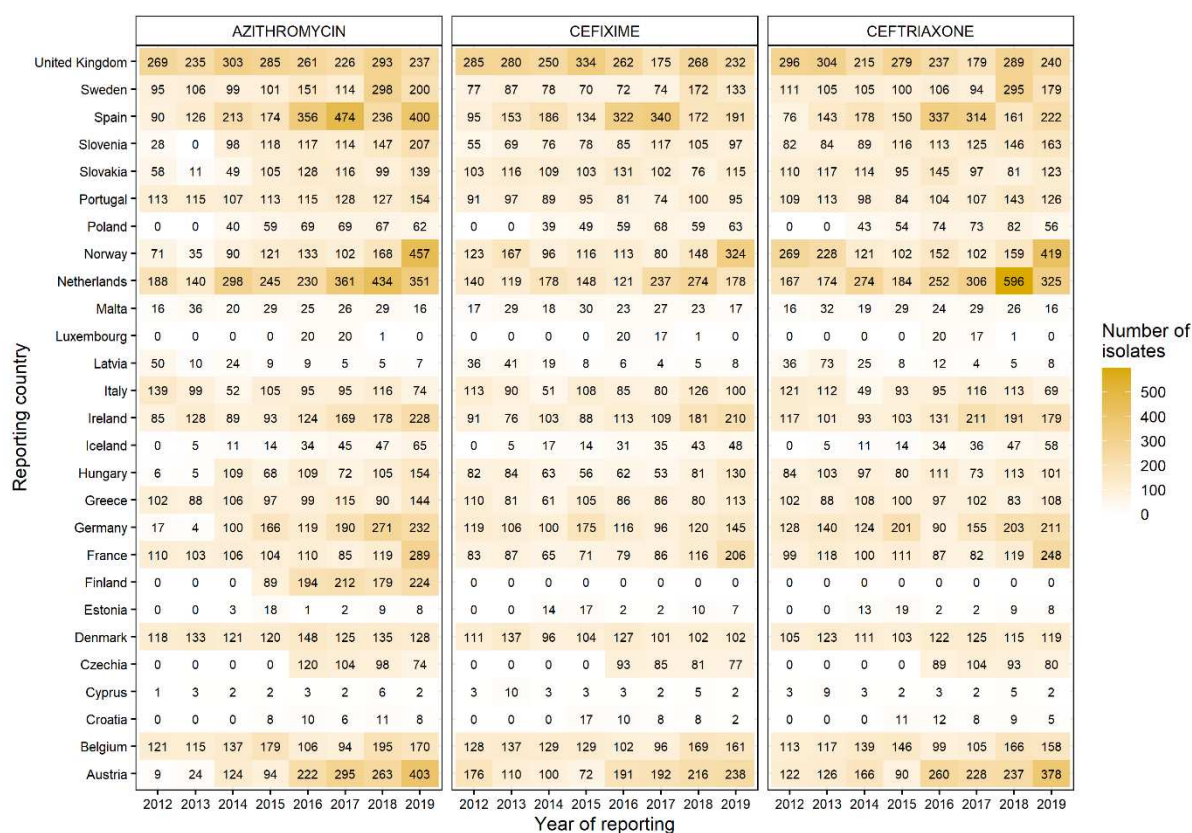 AZITHROMYCIN CEFIXIME CEFTRIAXONE
United Kingdom 269 235 303 285 261 226 293 237 285 280 250 334 262 175 268 232 296 304 215 279 237 179 289 240
Sweden 95 106 99 101 151 114 298 200 77 87 78 70 72 74 172 133 111 105 105 100 106 94 295 179
Spain 90 126 213 174 356 474 236 400 95 153 186 134 322 340 172 191 76 143 178 150 337 314 161 222
Slovenia 28 0 98 118 117 114 147 207 55 69 76 78 85 117 105 97 82 84 89 116 113 125 146 163
Slovakia 58 11 49 105 128 116 99 139 103 116 109 103 131 102 76 115 110 117 114 95 145 97 81 123
Portugal 113 115 107 113 115 128 127 154 91 97 89 95 81 74 100 95 109 113 98 84 104 107 143 126
Poland 0 0 40 59 69 69 67 62 0 0 39 49 59 68 59 63 0 0 43 54 74 73 82 56
Norway 71 35 90 121 133 102 168 457 123 167 96 116 113 80 148 324 269 228 121 102 152 102 159 419
Netherlands 188 140 298 245 230 361 434 351 140 119 178 148 121 237 274 178 167 174 274 184 252 306 596 325
Malta 16 36 20 29 25 26 29 16 17 29 18 30 23 27 23 17 16 32 19 29 24 29 26 16
Luxembourg 0 0 0 0 20 20 1 0 0 0 0 0 20 17 1 0 0 0 0 0 20 17 1 0
Latvia 50 10 24 9 9 5 5 7 36 41 19 8 6 4 5 8 36 73 25 8 12 4 5 8
Italy 139 99 52 105 95 95 116 74 113 90 51 108 85 80 126 100 121 112 49 93 95 116 113 69
Ireland 85 128 89 93 124 169 178 228 91 76 103 88 113 109 181 210 117 101 93 103 131 211 191 179
Iceland 0 5 11 14 34 45 47 65 0 5 17 14 31 35 43 48 0 5 11 14 34 36 47 58
Hungary 6 5 109 68 109 72 105 154 82 84 63 56 62 53 81 130 84 103 97 80 111 73 113 101
Greece 102 88 106 97 99 115 90 144 110 81 61 105 86 86 80 113 102 88 108 100 97 102 83 108
Germany 17 4 100 166 119 190 271 232 119 106 100 175 116 96 120 145 128 140 124 201 90 155 203 211
France 110 103 106 104 110 85 119 289 83 87 65 71 79 86 116 206 99 118 100 111 87 82 119 248
Finland 0 0 0 89 194 212 179 224 0 0 0 0 0 0 0 0 0 0 0 0 0 0 0 0
Estonia 0 0 3 18 1 2 9 8 0 0 14 17 2 2 10 7 0 0 13 19 2 2 9 8
Denmark 118 133 121 120 148 125 135 128 111 137 96 104 127 101 102 102 105 123 111 103 122 125 115 119
Czechia 0 0 0 0 120 104 98 74 0 0 0 0 93 85 81 77 0 0 0 0 89 104 93 80
Cyprus 1 3 2 2 3 2 6 2 3 10 3 3 3 2 5 2 3 9 3 2 3 2 5 2
Croatia 0 0 0 8 10 6 11 8 0 0 0 17 10 8 8 2 0 0 0 11 12 8 9 5
Belgium 121 115 137 179 106 94 195 170 128 137 129 129 102 96 169 161 113 117 139 146 99 105 166 158
Austria 9 24 124 94 222 295 263 403 176 110 100 72 191 192 216 238 122 126 166 90 260 228 237 378
2012 2013 2014 2015 2016 2017 2018 2019 2012 2013 2014 2015 2016 2017 2018 2019 2012 2013 2014 2015 2016 2017 2018 2019
Year of reporting
Reporting country
Number of
isolates
500
400
300
200
100
0